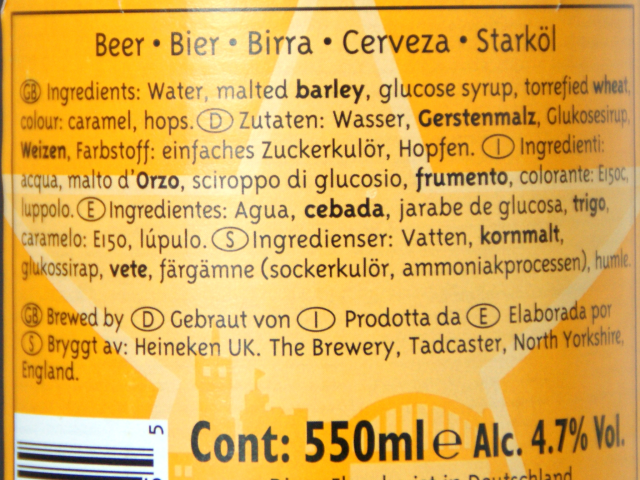 Beer • Bier • Birra • Cerveza • Starköl
GB Ingredients: Water, malted barley, glucose syrup, torrefied wheat,
colour: caramel, hops. D Zutaten: Wasser, Gerstenmalz, Glukosesirup,
Weizen, Farbstoff: einfaches Zuckerkulör, Hopfen. I Ingredienti:
acqua, malto d'Orzo, sciroppo di glucosio, frumento, colorante: E150c,
luppolo. E Ingredientes: Agua, cebada, jarabe de glucosa, trigo,
caramelo: E150, lúpulo. S Ingredienser: Vatten, kornmalt,
glukossirap, vete, färgämne (sockerkulör, ammoniakprocessen), humle.
GB Brewed by D Gebraut von I Prodotta da E Elaborada por
S Bryggt av: Heineken UK. The Brewery, Tadcaster, North Yorkshire,
England.
5
Cont: 550ml e Alc. 4.7% Vol.
in Deutschland